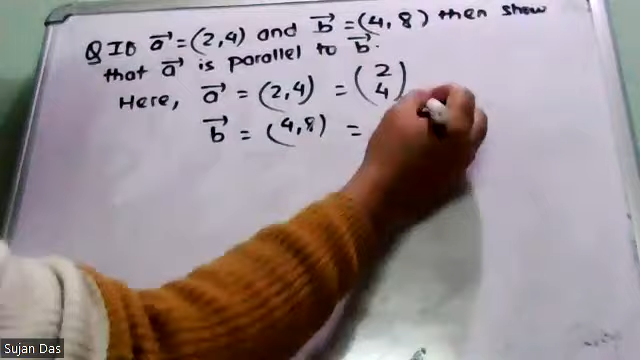 Q If a⃗ = (2,4) and b⃗ = (4, 8) then show
that a⃗ is parallel to b⃗.
Here, a⃗ = (2,4) = (2 4)
b⃗ = (4,8) =
Sujan Das